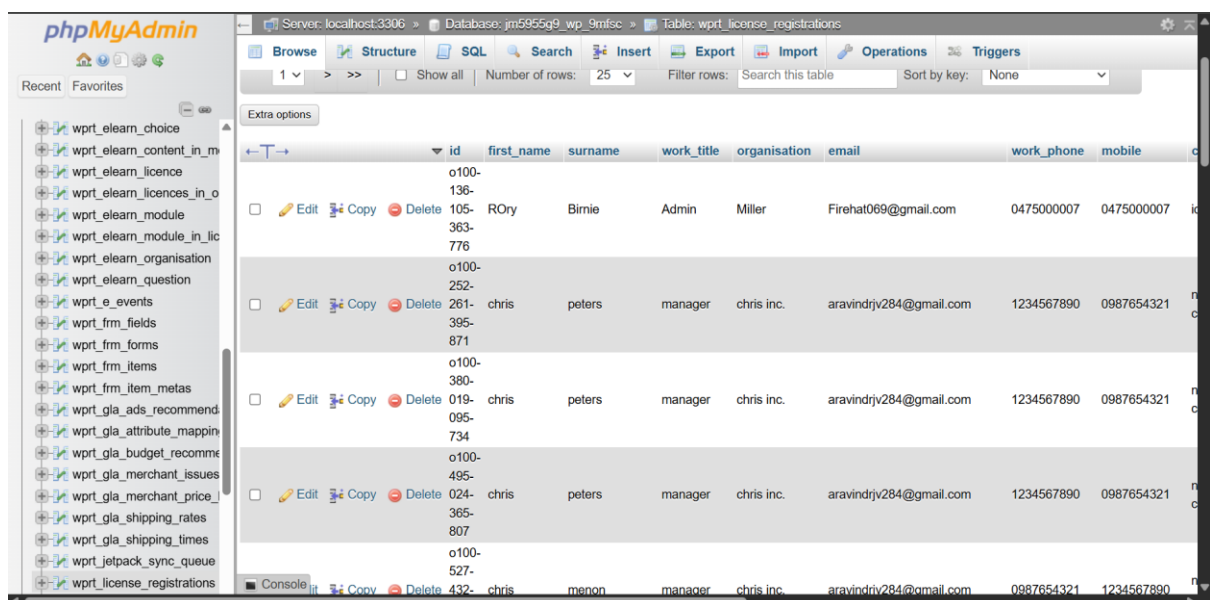 phpMyAdmin
Recent Favorites
wprt_elearn_choice
wprt_elearn_content_in_m
wprt_elearn_licence
wprt_elearn_licences_in_o
wprt_elearn_module
wprt_elearn_module_in_lic
wprt_elearn_organisation
wprt_elearn_question
wprt_e_events
wprt_frm_fields
wprt_frm_forms
wprt_frm_items
wprt_frm_item_metas
wprt_gla_ads_recommend
wprt_gla_attribute_mappin
wprt_gla_budget_recomme
wprt_gla_merchant_issues
wprt_gla_merchant_price_
wprt_gla_shipping_rates
wprt_gla_shipping_times
wprt_jetpack_sync_queue
wprt_license_registrations
Server: localhost:3306 » Database: jm5955g9_wp_9mfsc » Table: wprt_license_registrations
Browse Structure SQL Search Insert Export Import Operations Triggers
1 > >> Show all Number of rows: 25 Filter rows: Search this table Sort by key: None
Extra options
←T→ id first_name surname work_title organisation email work_phone mobile c
o100-
136-
Edit Copy Delete 105- ROry Birnie Admin Miller Firehat069@gmail.com 0475000007 0475000007
363-
776
o100-
252-
Edit Copy Delete 261- chris peters manager chris inc. aravindrjv284@gmail.com 1234567890 0987654321
395-
871
o100-
380-
Edit Copy Delete 019- chris peters manager chris inc. aravindrjv284@gmail.com 1234567890 0987654321
095-
734
o100-
495-
Edit Copy Delete 024- chris peters manager chris inc. aravindrjv284@gmail.com 1234567890 0987654321
365-
807
o100-
527-
Console Copy Delete 432- chris menon manager chris inc. aravindrjv284@gmail.com 0987654321 1234567890